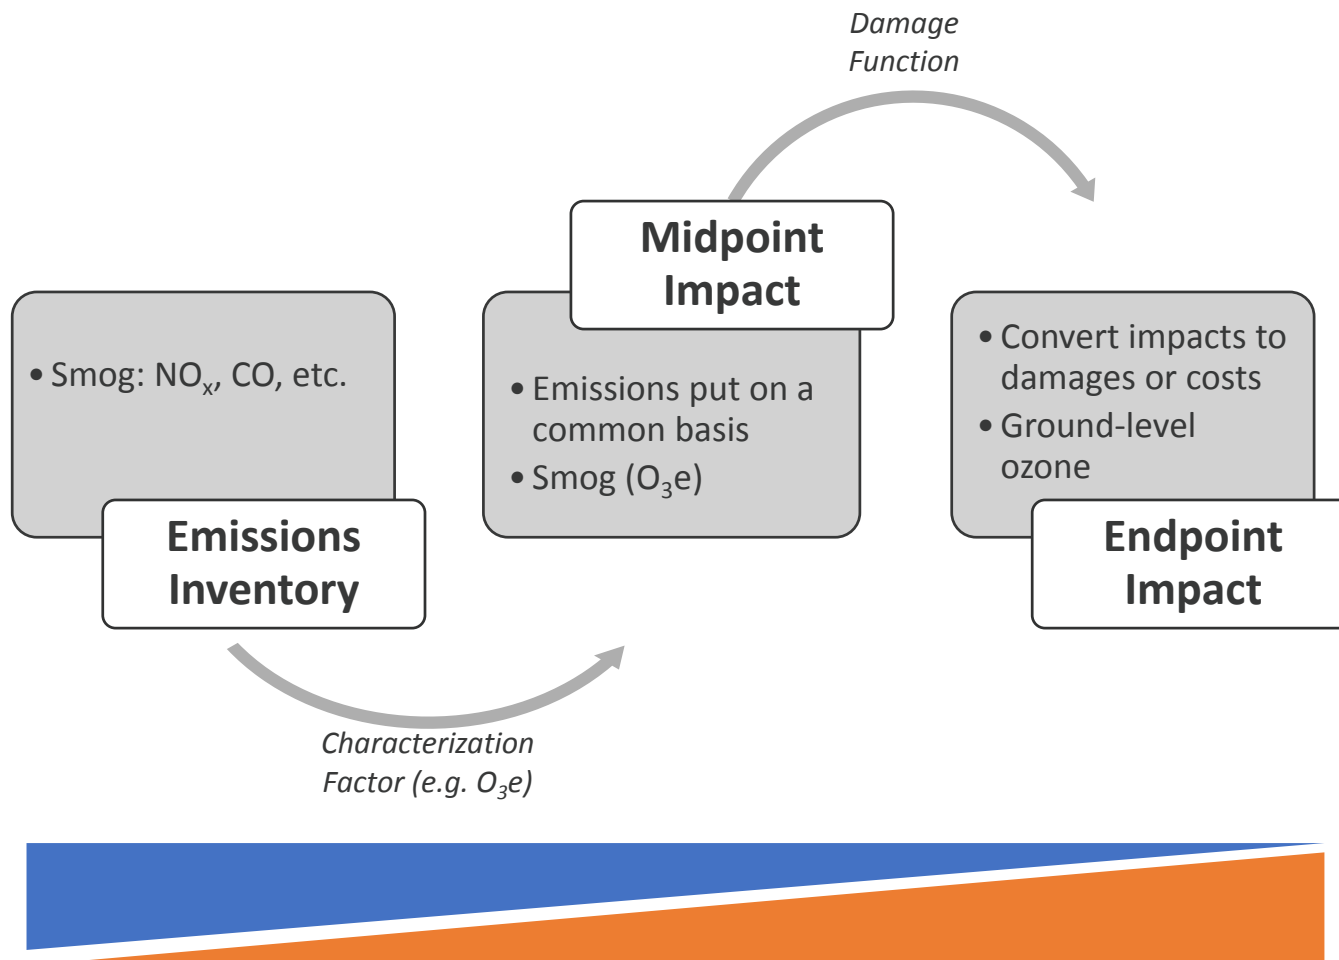 Damage
Function
Midpoint
Impact
• Smog: NOₓ, CO, etc.
• Emissions put on a
common basis
• Smog (O₃e)
• Convert impacts to
damages or costs
• Ground-level
ozone
Emissions
Inventory
Endpoint
Impact
Characterization
Factor (e.g. O₃e)